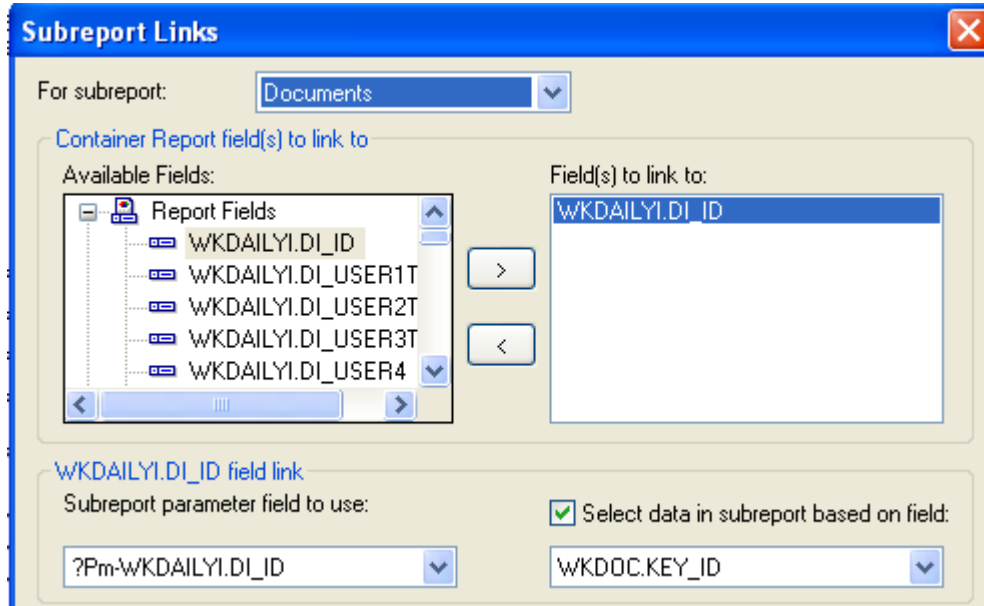 Subreport Links
For subreport:
Documents
Container Report field(s) to link to
Available Fields:
Field(s) to link to:
Report Fields
WKDAILYI.DI_ID
WKDAILYI.DI_USER1T
WKDAILYI.DI_USER2T
WKDAILYI.DI_USER3T
WKDAILYI.DI_USER4
WKDAILYI.DI_ID
>
<
WKDAILYI.DI_ID field link
Subreport parameter field to use:
Select data in subreport based on field:
?Pm-WKDAILYI.DI_ID
WKDOC.KEY_ID